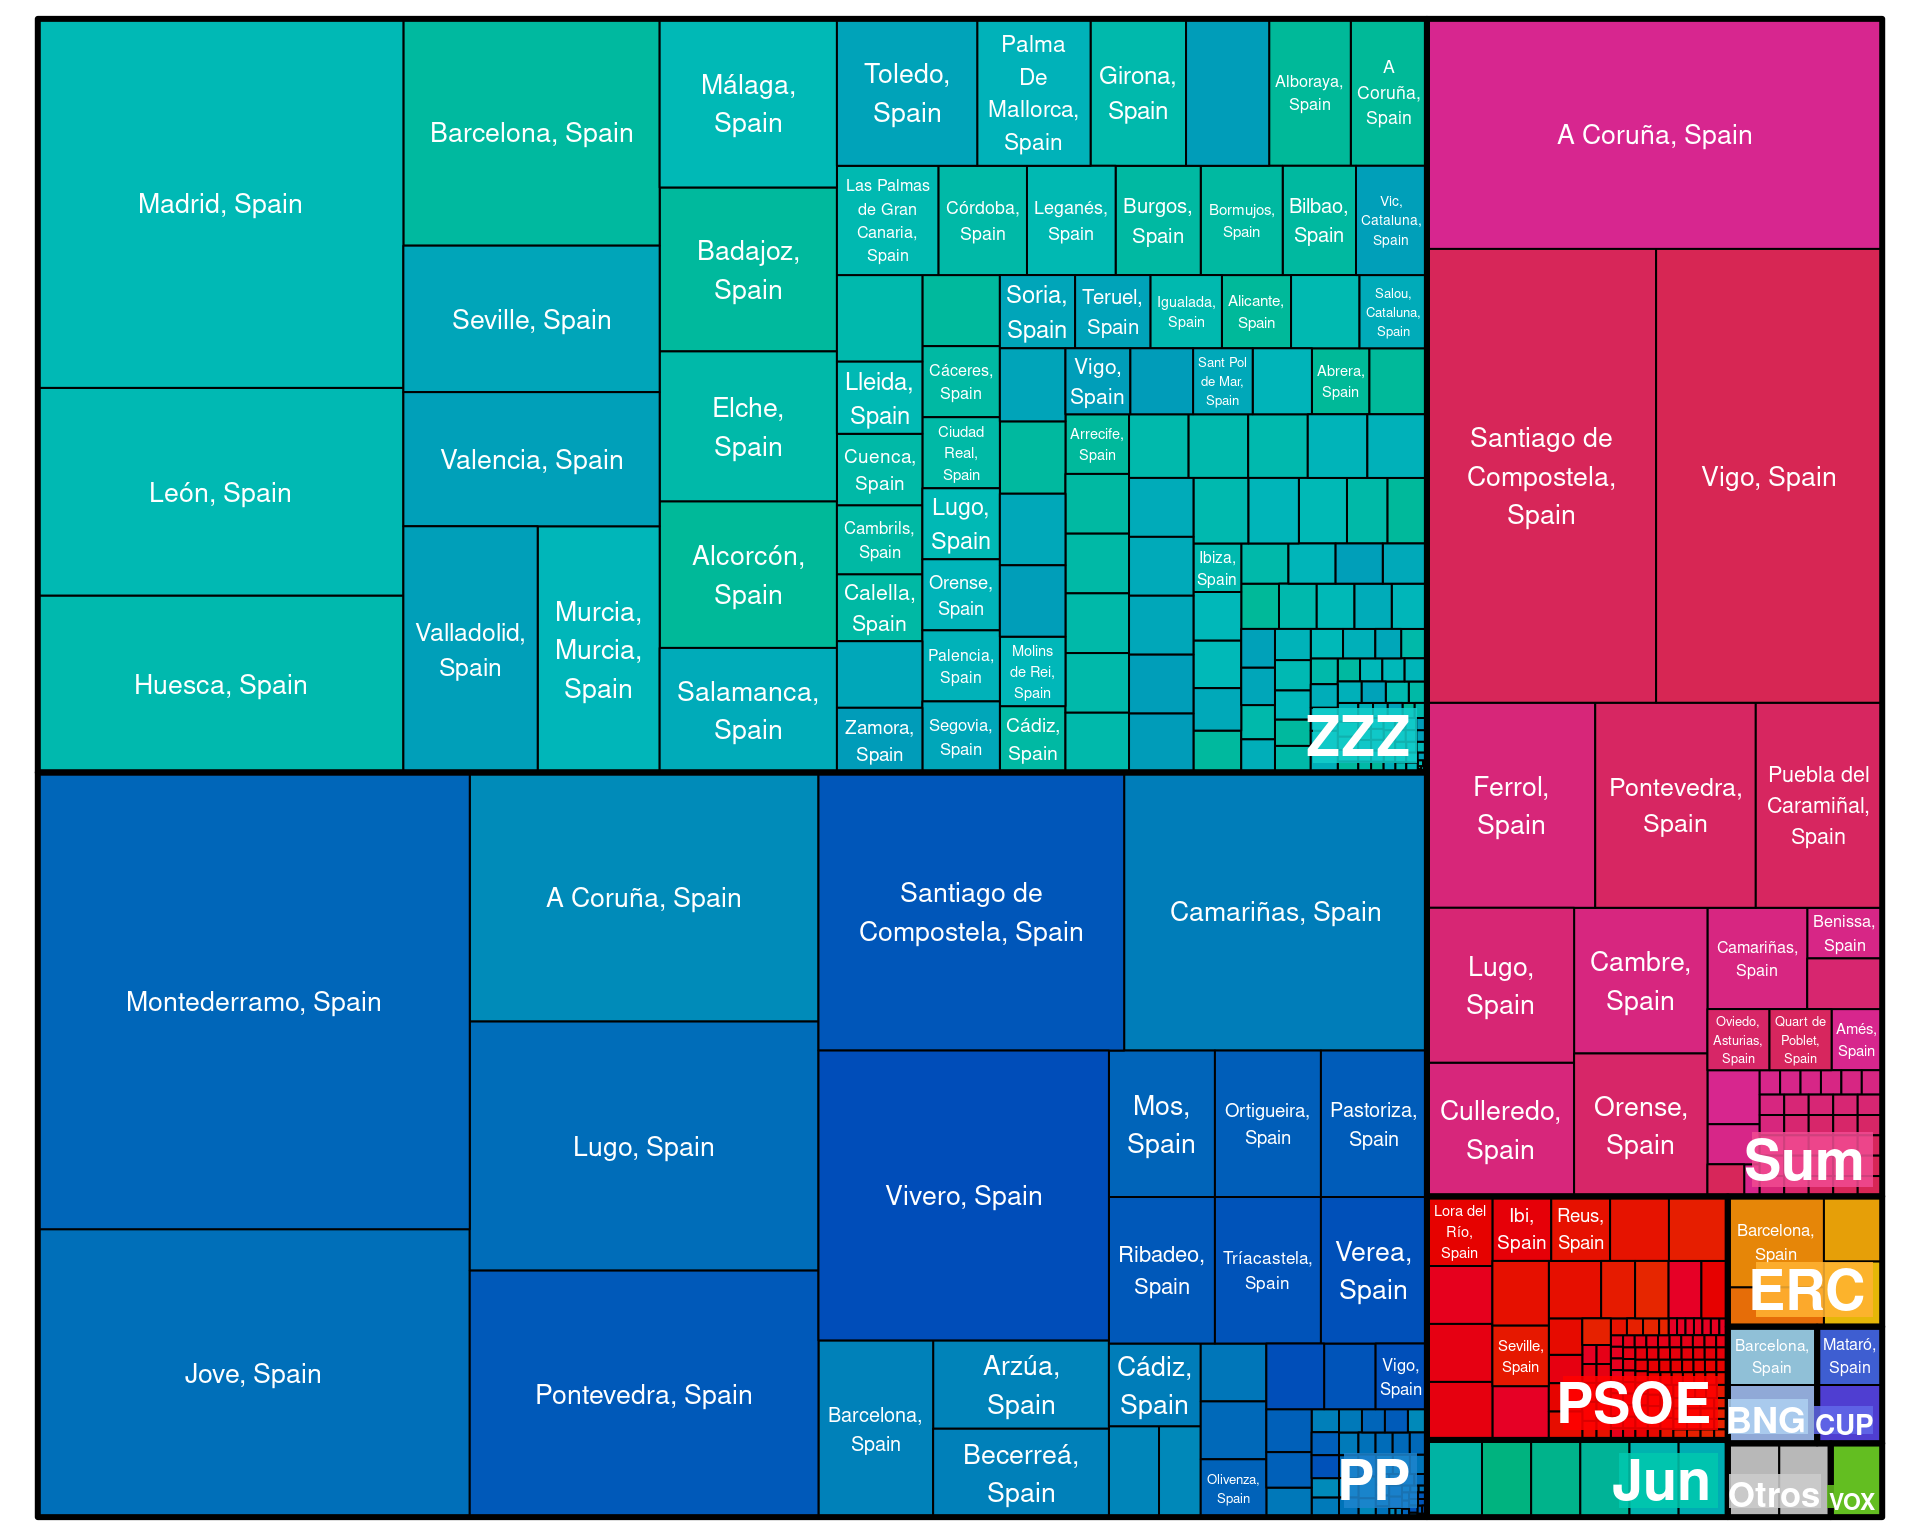 Madrid, Spain
León, Spain
Huesca, Spain
Barcelona, Spain
Seville, Spain
Valencia, Spain
Valladolid,
Spain
Murcia,
Murcia,
Spain
Málaga,
Spain
Badajoz,
Spain
Elche,
Spain
Alcorcón,
Spain
Salamanca,
Spain
Toledo,
Spain
Palma
De
Mallorca,
Spain
Girona,
Spain
Alboraya,
Spain
A
Coruña,
Spain
Las Palmas
de Gran
Canaria,
Spain
Córdoba,
Spain
Leganés,
Spain
Burgos,
Spain
Bormujos,
Spain
Bilbao,
Spain
Vic,
Cataluna,
Spain
Lleida,
Spain
Cuenca,
Spain
Cambrils,
Spain
Calella,
Spain
Zamora,
Spain
Cáceres,
Spain
Ciudad
Real,
Spain
Lugo,
Spain
Orense,
Spain
Palencia,
Spain
Segovia,
Spain
Soria,
Spain
Teruel,
Spain
Igualada,
Spain
Alicante,
Spain
Salou,
Cataluna,
Spain
Vigo,
Spain
Sant Pol
de Mar,
Spain
Abrera,
Spain
Arrecife,
Spain
Ibiza,
Spain
Molins
de Rei,
Spain
Cádiz,
Spain
ZZZ
Montederramo, Spain
Jove, Spain
A Coruña, Spain
Lugo, Spain
Pontevedra, Spain
Santiago de
Compostela, Spain
Camariñas, Spain
Vivero, Spain
Mos,
Spain
Ortigueira,
Spain
Pastoriza,
Spain
Ribadeo,
Spain
Tríacastela,
Spain
Verea,
Spain
Barcelona,
Spain
Arzúa,
Spain
Becerreá,
Spain
Cádiz,
Spain
Vigo,
Spain
Olivenza,
Spain
PP
A Coruña, Spain
Santiago de
Compostela,
Spain
Vigo, Spain
Ferrol,
Spain
Pontevedra,
Spain
Puebla del
Caramiñal,
Spain
Lugo,
Spain
Cambre,
Spain
Camariñas,
Spain
Benissa,
Spain
Oviedo,
Asturias,
Spain
Quart de
Poblet,
Spain
Amés,
Spain
Culleredo,
Spain
Orense,
Spain
Sum
Lora del
Río,
Spain
Ibi,
Spain
Reus,
Spain
Seville,
Spain
PSOE
Barcelona,
Spain
ERC
Barcelona,
Spain
BNG
Mataró,
Spain
CUP
Jun
Otros
VOX